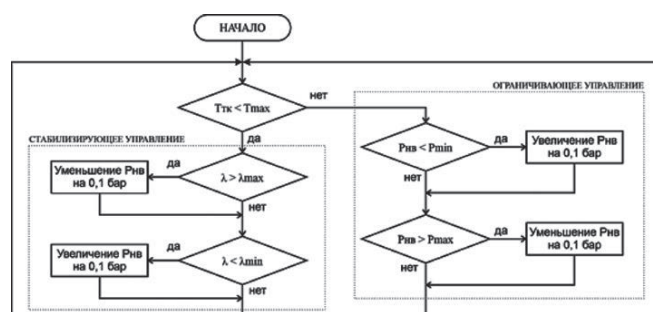 НАЧАЛО
Tтк < Tmax
нет
да
ОГРАНИЧИВАЮЩЕЕ УПРАВЛЕНИЕ
СТАБИЛИЗИРУЮЩЕЕ УПРАВЛЕНИЕ
Уменьшение Pнв
на 0,1 бар
да
λ > λmax
нет
Увеличение Pнв
на 0,1 бар
да
λ < λmin
нет
Pнв < Pmin
да
Увеличение Pнв
на 0,1 бар
нет
Pнв > Pmax
да
Уменьшение Pнв
на 0,1 бар
нет